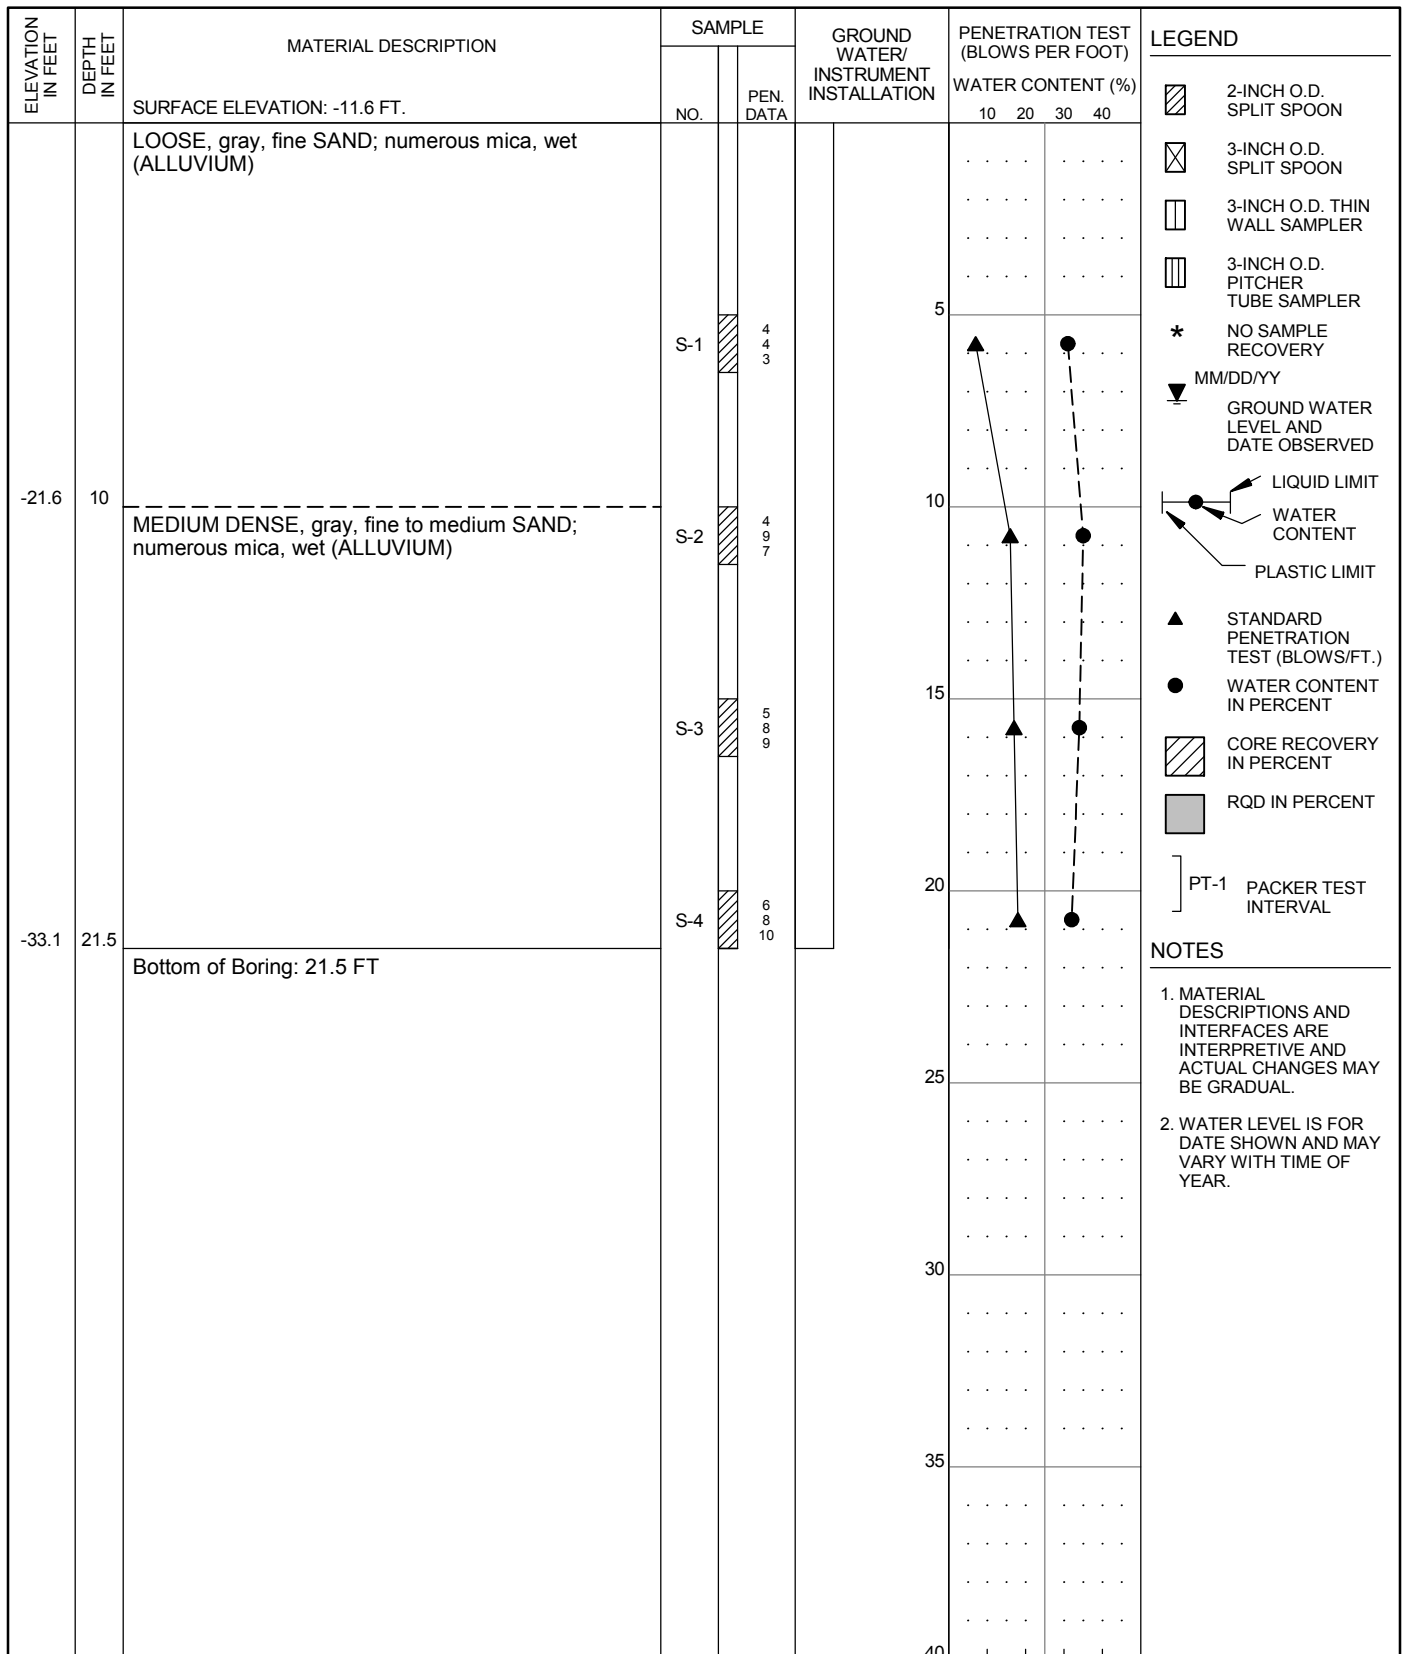 ELEVATION
IN FEET
DEPTH
IN FEET
MATERIAL DESCRIPTION
SURFACE ELEVATION: -11.6 FT.
SAMPLE
NO.
PEN.
DATA
GROUND
WATER/
INSTRUMENT
INSTALLATION
PENETRATION TEST
(BLOWS PER FOOT)
WATER CONTENT (%)
10 20 30 40
LOOSE, gray, fine SAND; numerous mica, wet
(ALLUVIUM)
5
S-1
4
4
3
-21.6 10
10
MEDIUM DENSE, gray, fine to medium SAND;
numerous mica, wet (ALLUVIUM)
S-2
4
9
7
15
S-3
5
8
9
20
S-4
6
8
10
-33.1 21.5
Bottom of Boring: 21.5 FT
25
30
35
40
LEGEND
2-INCH O.D.
SPLIT SPOON
3-INCH O.D.
SPLIT SPOON
3-INCH O.D. THIN
WALL SAMPLER
3-INCH O.D.
PITCHER
TUBE SAMPLER
* NO SAMPLE
RECOVERY
MM/DD/YY
GROUND WATER
LEVEL AND
DATE OBSERVED
LIQUID LIMIT
WATER
CONTENT
PLASTIC LIMIT
STANDARD
PENETRATION
TEST (BLOWS/FT.)
WATER CONTENT
IN PERCENT
CORE RECOVERY
IN PERCENT
RQD IN PERCENT
PT-1 PACKER TEST
INTERVAL
NOTES
1. MATERIAL
DESCRIPTIONS AND
INTERFACES ARE
INTERPRETIVE AND
ACTUAL CHANGES MAY
BE GRADUAL.
2. WATER LEVEL IS FOR
DATE SHOWN AND MAY
VARY WITH TIME OF
YEAR.